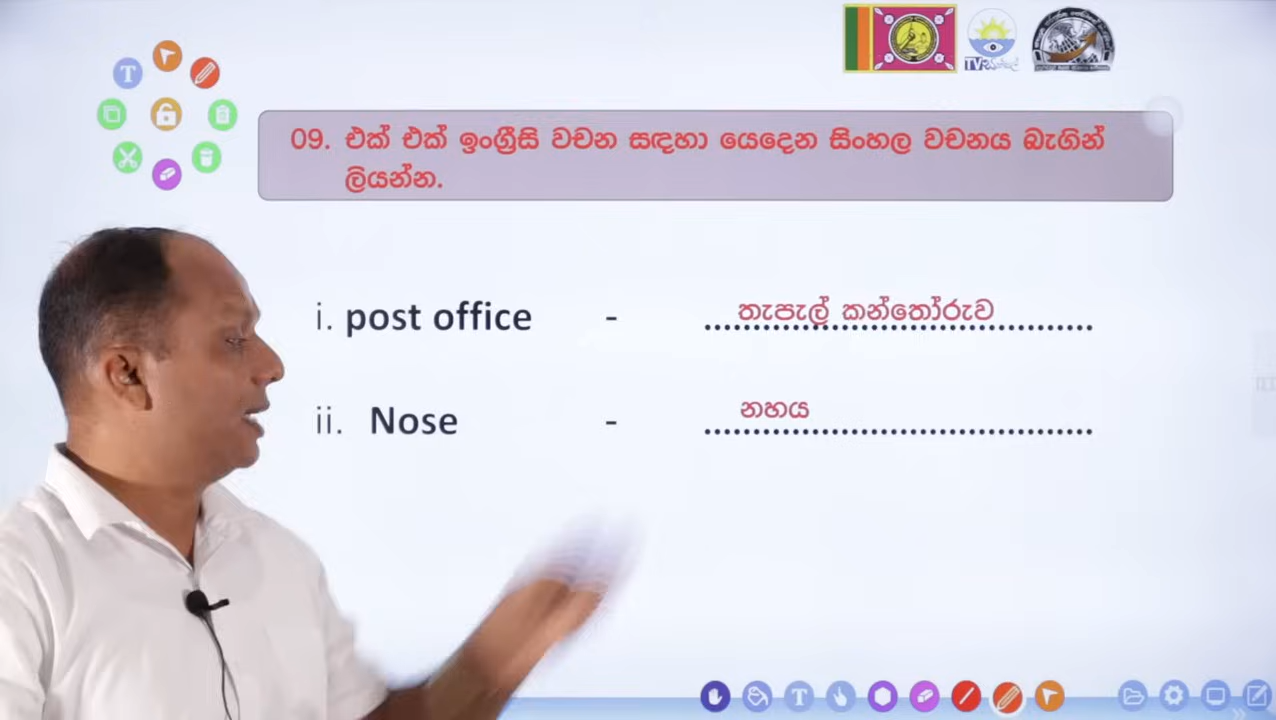 09. එක් එක් ඉංග්‍රීසි වචන සඳහා යෙදෙන සිංහල වචනය බැගින්
ලියන්න.
i. post office - තැපැල් කන්තෝරුව
ii. Nose - නහය